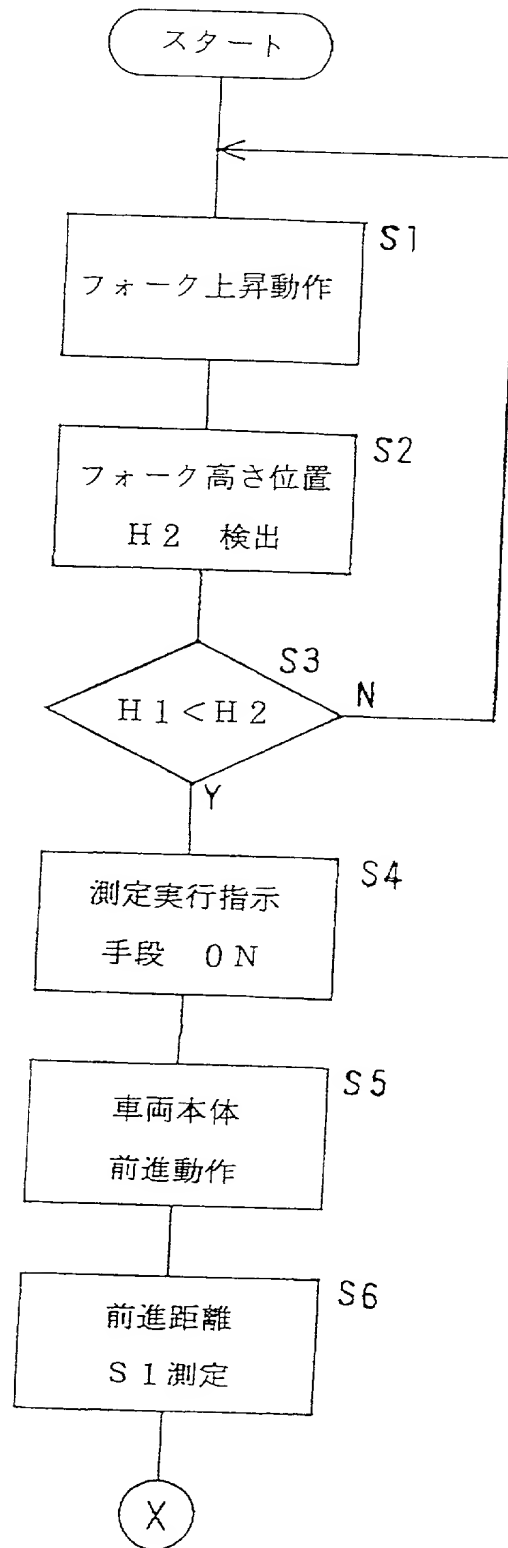 スタート
S1
フォーク上昇動作
S2
フォーク高さ位置
H2 検出
S3
H1<H2
N
Y
S4
測定実行指示
手段 ON
S5
車両本体
前進動作
S6
前進距離
S1測定
X